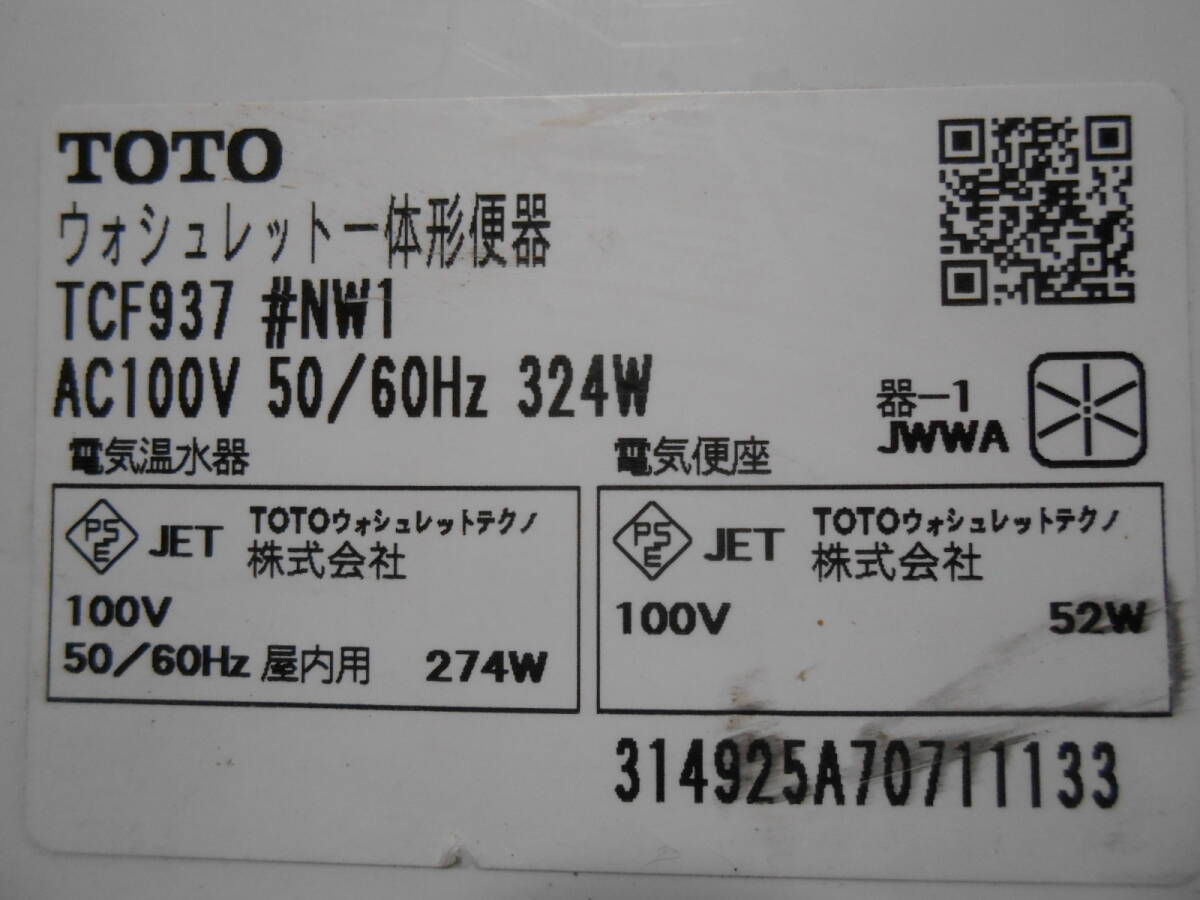 TOTO
ウォシュレット一体形便器
TCF937 #NW1
AC100V 50/60Hz 324W
器-1
JWWA
電気温水器
PSE JET TOTOウォシュレットテクノ
株式会社
100V
50/60Hz 屋内用 274W
電気便座
PSE JET TOTOウォシュレットテクノ
株式会社
100V 52W
314925A70711133